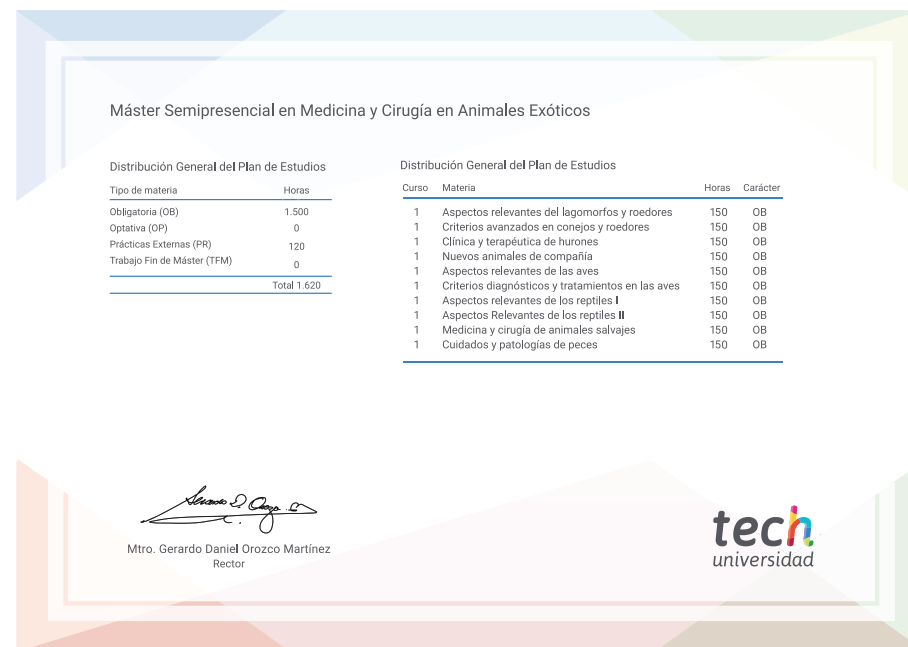 Máster Semipresencial en Medicina y Cirugía en Animales Exóticos
Distribución General del Plan de Estudios
Tipo de materia Horas
Obligatoria (OB) 1.500
Optativa (OP) 0
Prácticas Externas (PR) 120
Trabajo Fin de Máster (TFM) 0
Total 1.620
Distribución General del Plan de Estudios
Curso Materia Horas Carácter
1 Aspectos relevantes del lagomorfos y roedores 150 OB
1 Criterios avanzados en conejos y roedores 150 OB
1 Clínica y terapéutica de hurones 150 OB
1 Nuevos animales de compañía 150 OB
1 Aspectos relevantes de las aves 150 OB
1 Criterios diagnósticos y tratamientos en las aves 150 OB
1 Aspectos relevantes de los reptiles I 150 OB
1 Aspectos Relevantes de los reptiles II 150 OB
1 Medicina y cirugía de animales salvajes 150 OB
1 Cuidados y patologías de peces 150 OB
Mtro. Gerardo Daniel Orozco Martínez
Rector
tech
universidad